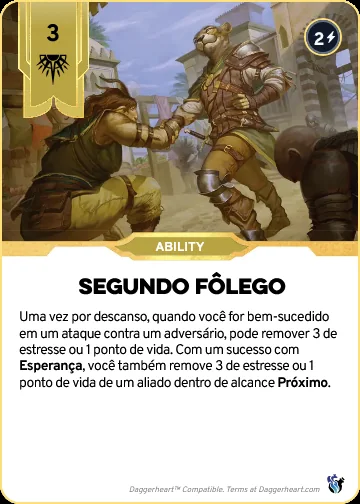 3
2
ABILITY
SEGUNDO FÔLEGO
Uma vez por descanso, quando você for bem-sucedido
em um ataque contra um adversário, pode remover 3 de
estresse ou 1 ponto de vida. Com um sucesso com
Esperança, você também remove 3 de estresse ou 1
ponto de vida de um aliado dentro de alcance Próximo.
Daggerheart™ Compatible. Terms at Daggerheart.com